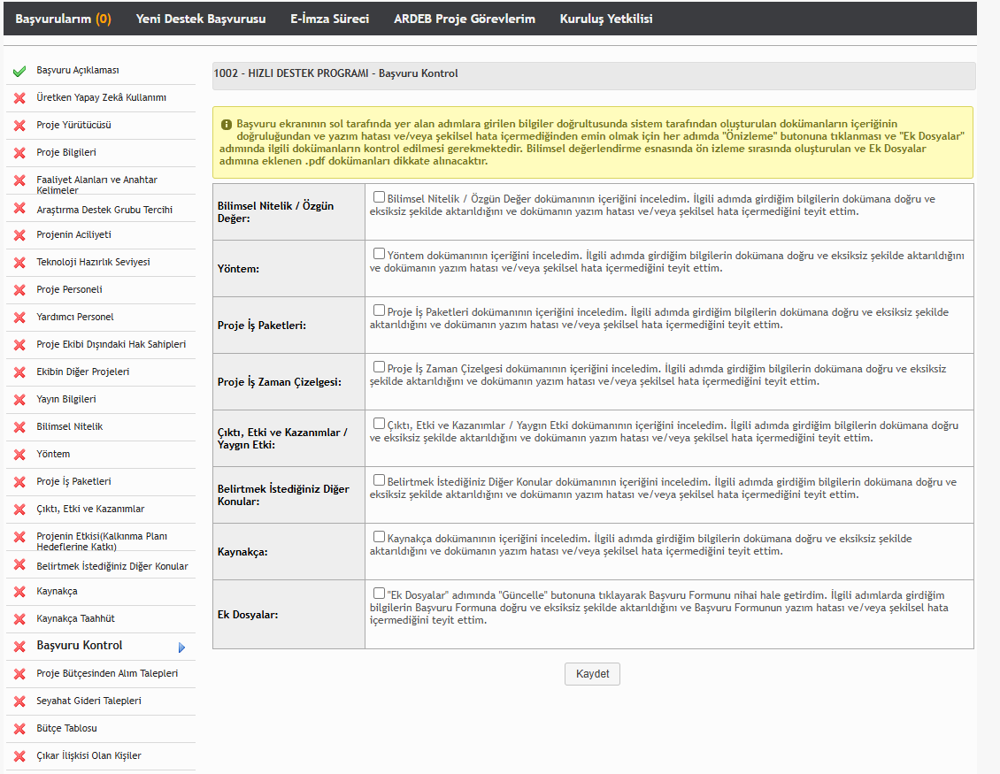 Başvurularım (0) Yeni Destek Başvurusu E-İmza Süreci ARDEB Proje Görevlerim Kuruluş Yetkilisi
Başvuru Açıklaması
Üretken Yapay Zekâ Kullanımı
Proje Yürütücüsü
Proje Bilgileri
Faaliyet Alanları ve Anahtar
Kelimeler
Araştırma Destek Grubu Tercihi
Projenin Aciliyeti
Teknoloji Hazırlık Seviyesi
Proje Personeli
Yardımcı Personel
Proje Ekibi Dışındaki Hak Sahipleri
Ekibin Diğer Projeleri
Yayın Bilgileri
Bilimsel Nitelik
Yöntem
Proje İş Paketleri
Çıktı, Etki ve Kazanımlar
Projenin Etkisi(Kalkınma Planı
Hedeflerine Katkı)
Belirtmek İstediğiniz Diğer Konular
Kaynakça
Kaynakça Taahhüt
Başvuru Kontrol
Proje Bütçesinden Alım Talepleri
Seyahat Gideri Talepleri
Bütçe Tablosu
Çıkar İlişkisi Olan Kişiler
1002 - HIZLI DESTEK PROGRAMI - Başvuru Kontrol
Başvuru ekranının sol tarafında yer alan adımlara girilen bilgiler doğrultusunda sistem tarafından oluşturulan dokümanların içeriğinin
doğruluğundan ve yazım hatası ve/veya şekilsel hata içermediğinden emin olmak için her adımda "Önizleme" butonuna tıklanması ve "Ek Dosyalar"
adımında ilgili dokümanların kontrol edilmesi gerekmektedir. Bilimsel değerlendirme esnasında ön izleme sırasında oluşturulan ve Ek Dosyalar
adımına eklenen .pdf dokümanları dikkate alınacaktır.
Bilimsel Nitelik / Özgün
Değer:
Bilimsel Nitelik / Özgün Değer dokümanının içeriğini inceledim. İlgili adımda girdiğim bilgilerin dokümana doğru ve
eksiksiz şekilde aktarıldığını ve dokümanın yazım hatası ve/veya şekilsel hata içermediğini teyit ettim.
Yöntem:
Yöntem dokümanının içeriğini inceledim. İlgili adımda girdiğim bilgilerin dokümana doğru ve eksiksiz şekilde aktarıldığını
ve dokümanın yazım hatası ve/veya şekilsel hata içermediğini teyit ettim.
Proje İş Paketleri:
Proje İş Paketleri dokümanının içeriğini inceledim. İlgili adımda girdiğim bilgilerin dokümana doğru ve eksiksiz şekilde
aktarıldığını ve dokümanın yazım hatası ve/veya şekilsel hata içermediğini teyit ettim.
Proje İş Zaman Çizelgesi:
Proje İş Zaman Çizelgesi dokümanının içeriğini inceledim. İlgili adımda girdiğim bilgilerin dokümana doğru ve eksiksiz
şekilde aktarıldığını ve dokümanın yazım hatası ve/veya şekilsel hata içermediğini teyit ettim.
Çıktı, Etki ve Kazanımlar /
Yaygın Etki:
Çıktı, Etki ve Kazanımlar / Yaygın Etki dokümanının içeriğini inceledim. İlgili adımda girdiğim bilgilerin dokümana doğru
ve eksiksiz şekilde aktarıldığını ve dokümanın yazım hatası ve/veya şekilsel hata içermediğini teyit ettim.
Belirtmek İstediğiniz Diğer
Konular:
Belirtmek İstediğiniz Diğer Konular dokümanının içeriğini inceledim. İlgili adımda girdiğim bilgilerin dokümana doğru ve
eksiksiz şekilde aktarıldığını ve dokümanın yazım hatası ve/veya şekilsel hata içermediğini teyit ettim.
Kaynakça:
Kaynakça dokümanının içeriğini inceledim. İlgili adımda girdiğim bilgilerin dokümana doğru ve eksiksiz şekilde
aktarıldığını ve dokümanın yazım hatası ve/veya şekilsel hata içermediğini teyit ettim.
Ek Dosyalar:
"Ek Dosyalar" adımında "Güncelle" butonuna tıklayarak Başvuru Formunu nihai hale getirdim. İlgili adımlarda girdiğim
bilgilerin Başvuru Formuna doğru ve eksiksiz şekilde aktarıldığını ve Başvuru Formunun yazım hatası ve/veya şekilsel hata
içermediğini teyit ettim.
Kaydet